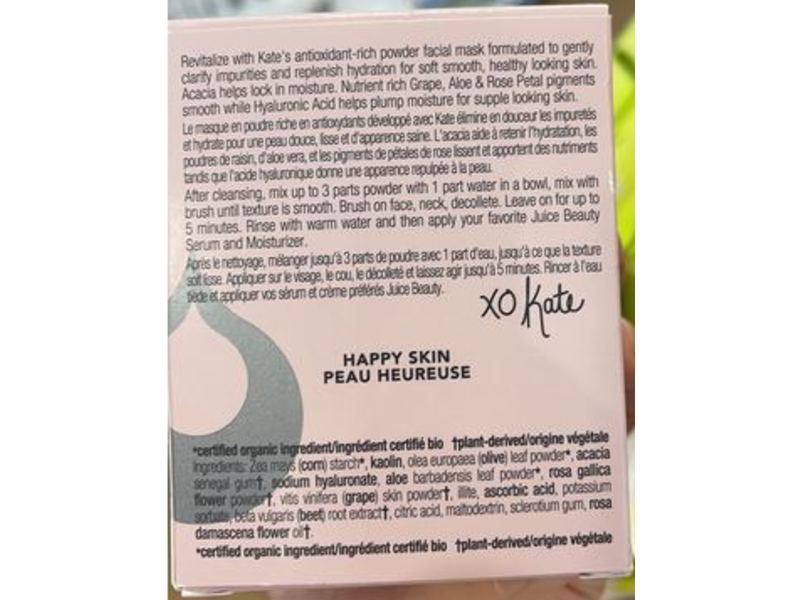 Revitalize with Kate's antioxidant-rich powder facial mask formulated to gently
clarify impurities and replenish hydration for soft smooth, healthy looking skin.
Acacia helps lock in moisture. Nutrient rich Grape, Aloe & Rose Petal pigments
smooth while Hyaluronic Acid helps plump moisture for supple looking skin.
Le masque en poudre riche en antioxydants développé avec Kate élimine en douceur les impuretés
et hydrate pour une peau douce, lisse et d'apparence saine. L'acacia aide à retenir l'hydratation, les
poudres de raisin, d'aloe vera, et les pigments de pétales de rose lissent et apportent des nutriments
tandis que l'acide hyaluronique donne une apparence repulpée à la peau.
After cleansing, mix up to 3 parts powder with 1 part water in a bowl, mix with
brush until texture is smooth. Brush on face, neck, decollete. Leave on for up to
5 minutes. Rinse with warm water and then apply your favorite Juice Beauty
Serum and Moisturizer.
Après le nettoyage, mélanger jusqu'à 3 parts de poudre avec 1 part d'eau, jusqu'à ce que la texture
soit lisse. Appliquer sur le visage, le cou, le décolleté et laissez agir jusqu'à 5 minutes. Rincer à l'eau
tiède et appliquer vos sérum et crème préférés Juice Beauty.
XO Kate
HAPPY SKIN
PEAU HEUREUSE
*certified organic ingredient/ingrédient certifié bio †plant-derived/origine végétale
Ingredients: Zea mays (corn) starch*, kaolin, olea europaea (olive) leaf powder*, acacia
senegal gum†, sodium hyaluronate, aloe barbadensis leaf powder*, rosa gallica
flower powder†, vitis vinifera (grape) skin powder†, illite, ascorbic acid, potassium
sorbate, beta vulgaris (beet) root extract†, citric acid, maltodextrin, sclerotium gum, rosa
damascena flower oil†.
*certified organic ingredient/ingrédient certifié bio †plant-derived/origine végétale